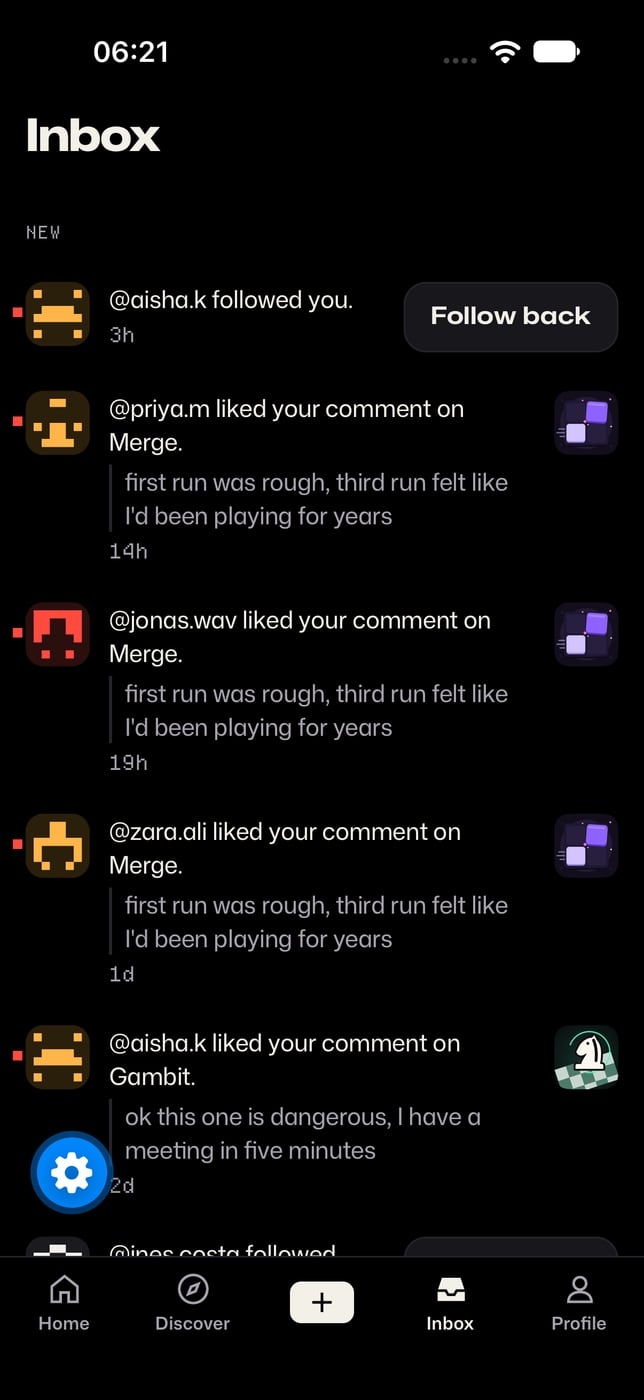 06:21
Inbox
NEW
@aisha.k followed you.
3h
Follow back
@priya.m liked your comment on
Merge.
first run was rough, third run felt like
I'd been playing for years
14h
@jonas.wav liked your comment on
Merge.
first run was rough, third run felt like
I'd been playing for years
19h
@zara.ali liked your comment on
Merge.
first run was rough, third run felt like
I'd been playing for years
1d
@aisha.k liked your comment on
Gambit.
ok this one is dangerous, I have a
meeting in five minutes
2d
@ines.costa followed
Home
Discover
Inbox
Profile